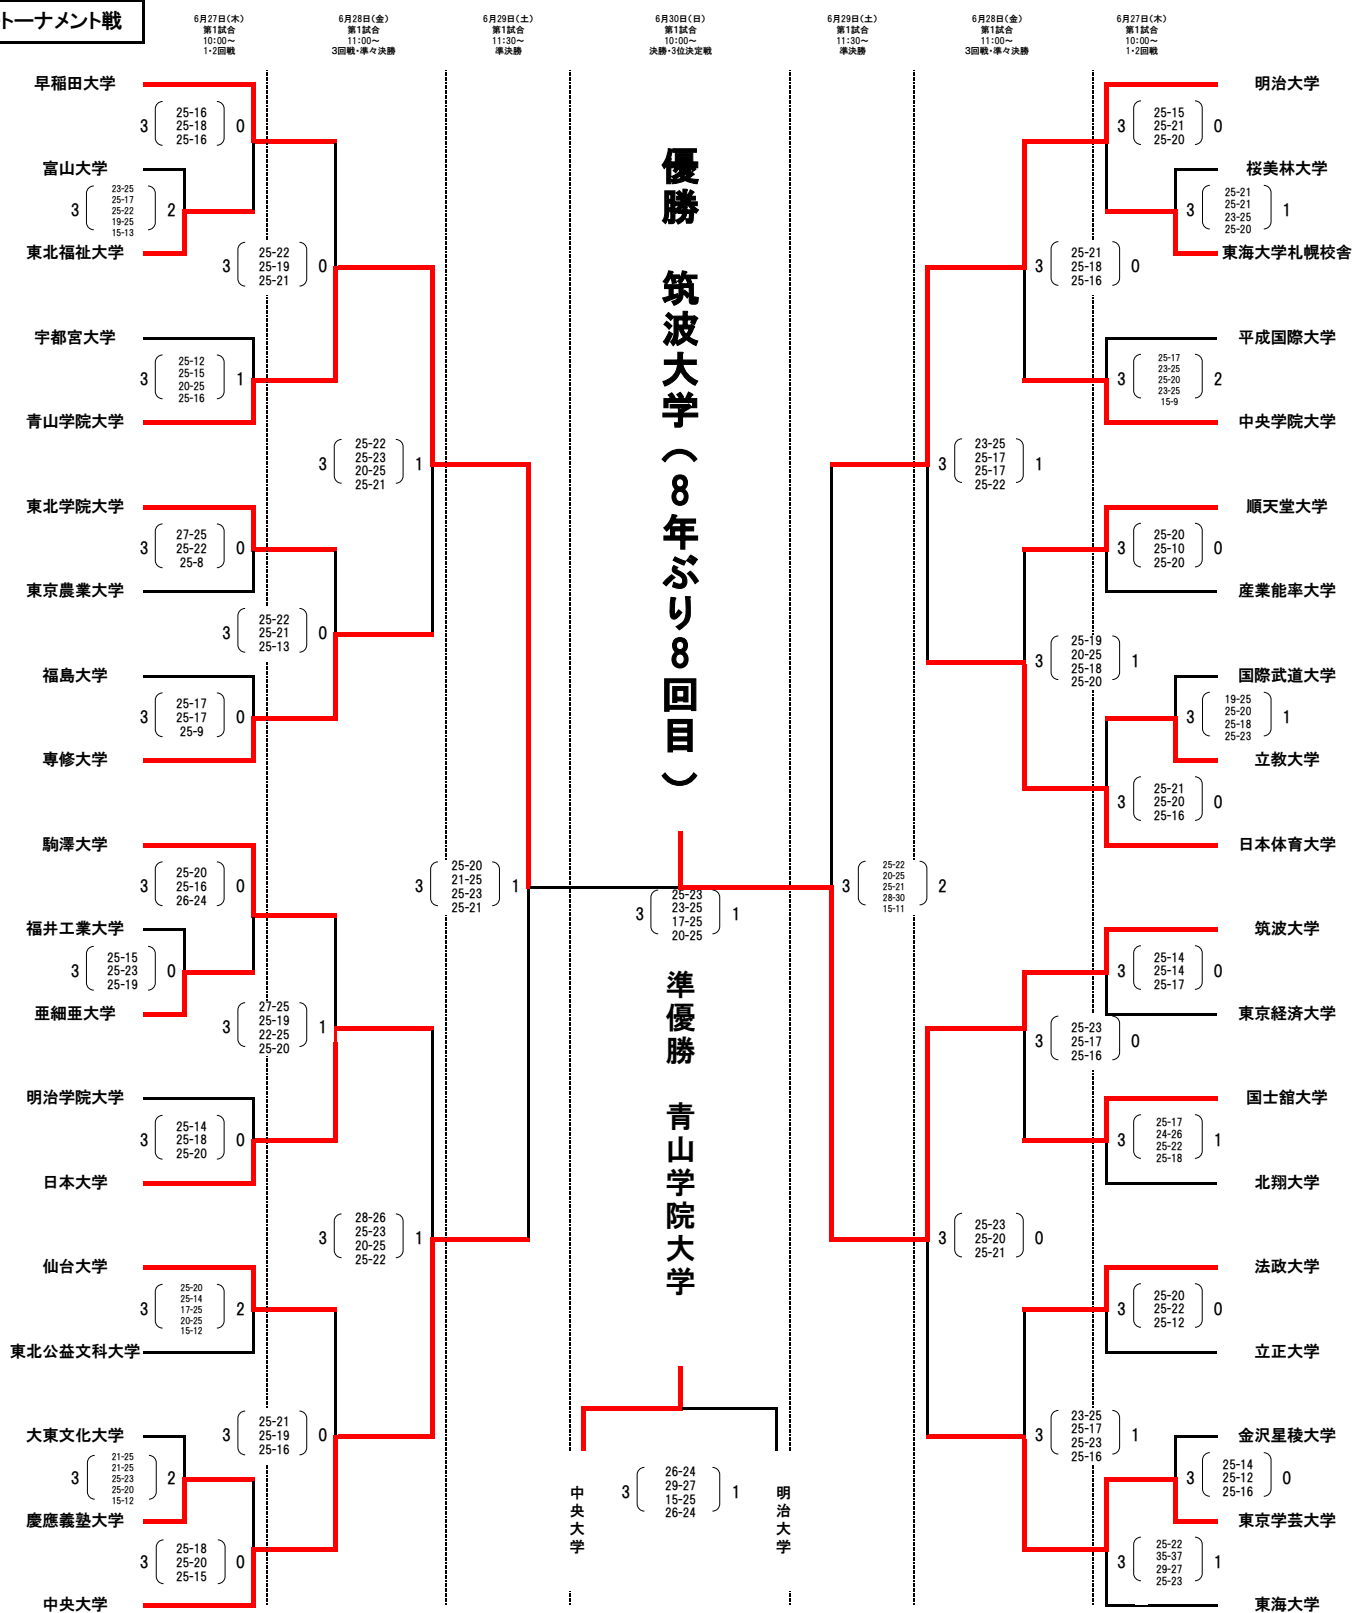 トーナメント戦
6月27日(木)
第1試合
10:00～
1・2回戦
6月28日(金)
第1試合
11:00～
3回戦・準々決勝
6月29日(土)
第1試合
11:30～
準決勝
6月30日(日)
第1試合
10:00～
決勝・3位決定戦
6月29日(土)
第1試合
11:30～
準決勝
6月28日(金)
第1試合
11:00～
3回戦・準々決勝
6月27日(木)
第1試合
10:00～
1・2回戦
早稲田大学
3 25-16 0
25-18
25-16
富山大学
3 23-25 2
25-17
25-22
19-25
15-13
東北福祉大学
3 25-22 0
25-19
25-21
宇都宮大学
3 25-12 1
25-15
20-25
25-16
青山学院大学
3 25-22 1
25-23
20-25
25-21
東北学院大学
3 27-25 0
25-22
25-8
東京農業大学
3 25-22 0
25-21
25-13
福島大学
3 25-17 0
25-17
25-9
専修大学
駒澤大学
3 25-20 0
25-16
26-24
3 25-20 1
21-25
25-23
25-21
福井工業大学
3 25-15 0
25-23
25-19
亜細亜大学
3 27-25 1
25-19
22-25
25-20
明治学院大学
3 25-14 0
25-18
25-20
日本大学
3 28-26 1
25-23
20-25
25-22
仙台大学
3 25-20 2
25-14
17-25
20-25
15-12
東北公益文科大学
3 25-21 0
25-19
25-16
大東文化大学
3 21-25 2
21-25
25-23
25-20
15-12
慶應義塾大学
3 25-18 0
25-20
25-15
中央大学
優勝 筑波大学（8年ぶり8回目）
3 25-23 1
23-25
17-25
20-25
準優勝 青山学院大学
中央大学
3 26-24 1
29-27
15-25
26-24
明治大学
明治大学
3 25-15 0
25-21
25-20
桜美林大学
3 25-21 1
25-21
23-25
25-20
東海大学札幌校舎
3 25-21 0
25-18
25-16
平成国際大学
3 25-17 2
23-25
25-20
23-25
15-9
中央学院大学
3 23-25 1
25-17
25-17
25-22
順天堂大学
3 25-20 0
25-10
25-20
産業能率大学
3 25-19 1
20-25
25-18
25-20
国際武道大学
3 19-25 1
25-20
25-18
25-23
立教大学
3 25-21 0
25-20
25-16
日本体育大学
3 25-22 2
20-25
25-21
28-30
15-11
筑波大学
3 25-14 0
25-14
25-17
東京経済大学
3 25-23 0
25-17
25-16
国士舘大学
3 25-17 1
24-26
25-22
25-18
北翔大学
3 25-23 0
25-20
25-21
法政大学
3 25-20 0
25-22
25-12
立正大学
3 23-25 1
25-17
25-23
25-16
金沢星稜大学
3 25-14 0
25-12
25-16
東京学芸大学
3 25-22 1
35-37
29-27
25-23
東海大学